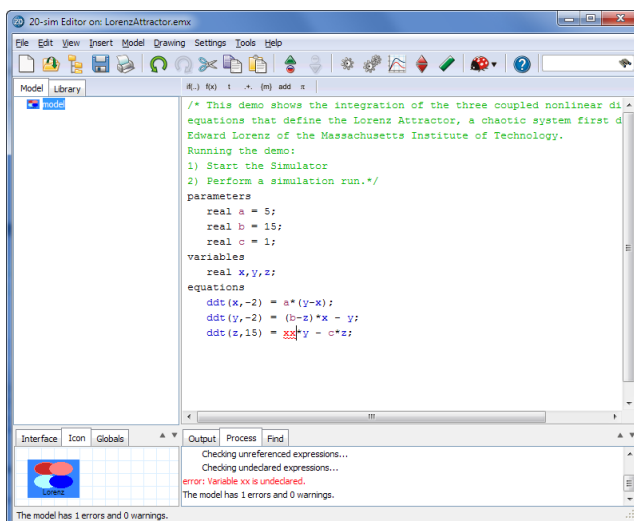 20-sim Editor on: LorenzAttractor.emx
File Edit View Insert Model Drawing Settings Tools Help
Model Library
if(..) f(x) t .+. {m} add π
model
/* This demo shows the integration of the three coupled nonlinear di
equations that define the Lorenz Attractor, a chaotic system first d
Edward Lorenz of the Massachusetts Institute of Technology.
Running the demo:
1) Start the Simulator
2) Perform a simulation run.*/
parameters
real a = 5;
real b = 15;
real c = 1;
variables
real x,y,z;
equations
ddt(x,-2) = a*(y-x);
ddt(y,-2) = (b-z)*x - y;
ddt(z,15) = xx*y - c*z;
Interface Icon Globals
Lorenz
Output Process Find
Checking unreferenced expressions...
Checking undeclared expressions...
error: Variable xx is undeclared.
The model has 1 errors and 0 warnings.
The model has 1 errors and 0 warnings.